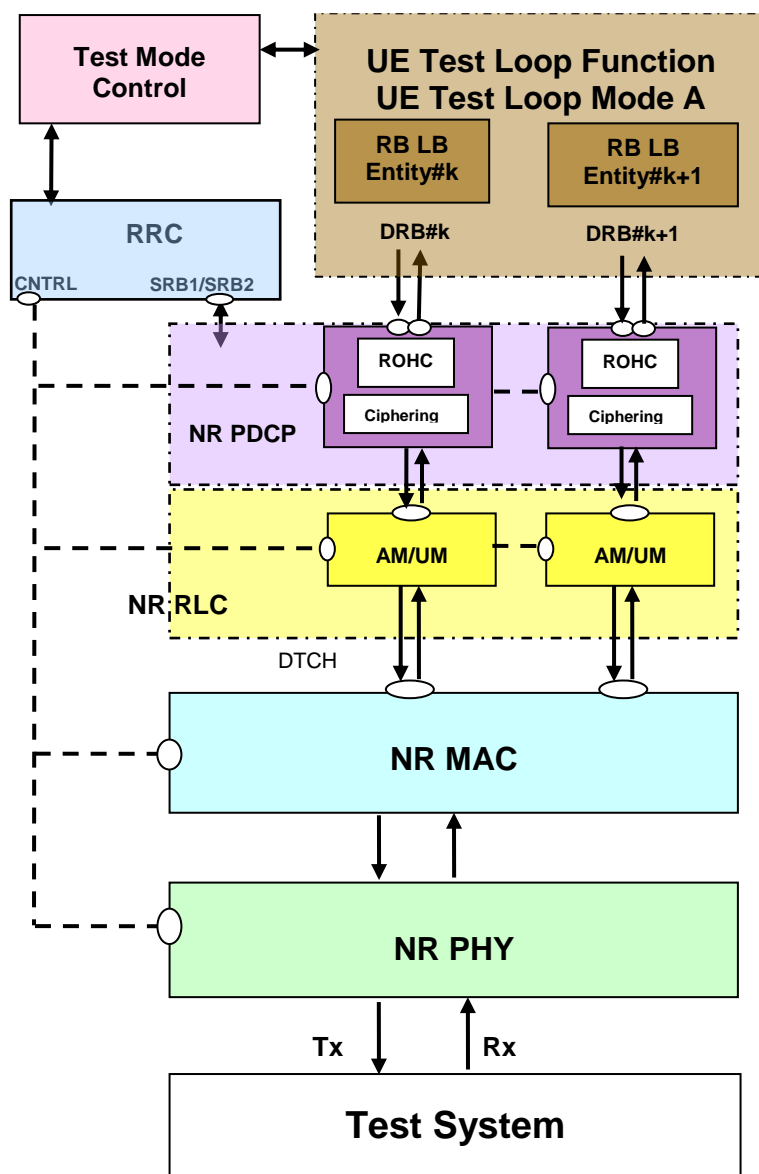 Test Mode
Control
UE Test Loop Function
UE Test Loop Mode A
RB LB
Entity#k
RB LB
Entity#k+1
DRB#k
DRB#k+1
RRC
CNTRL
SRB1/SRB2
ROHC
ROHC
Ciphering
Ciphering
NR PDCP
AM/UM
AM/UM
NR RLC
DTCH
NR MAC
NR PHY
Tx
Rx
Test System